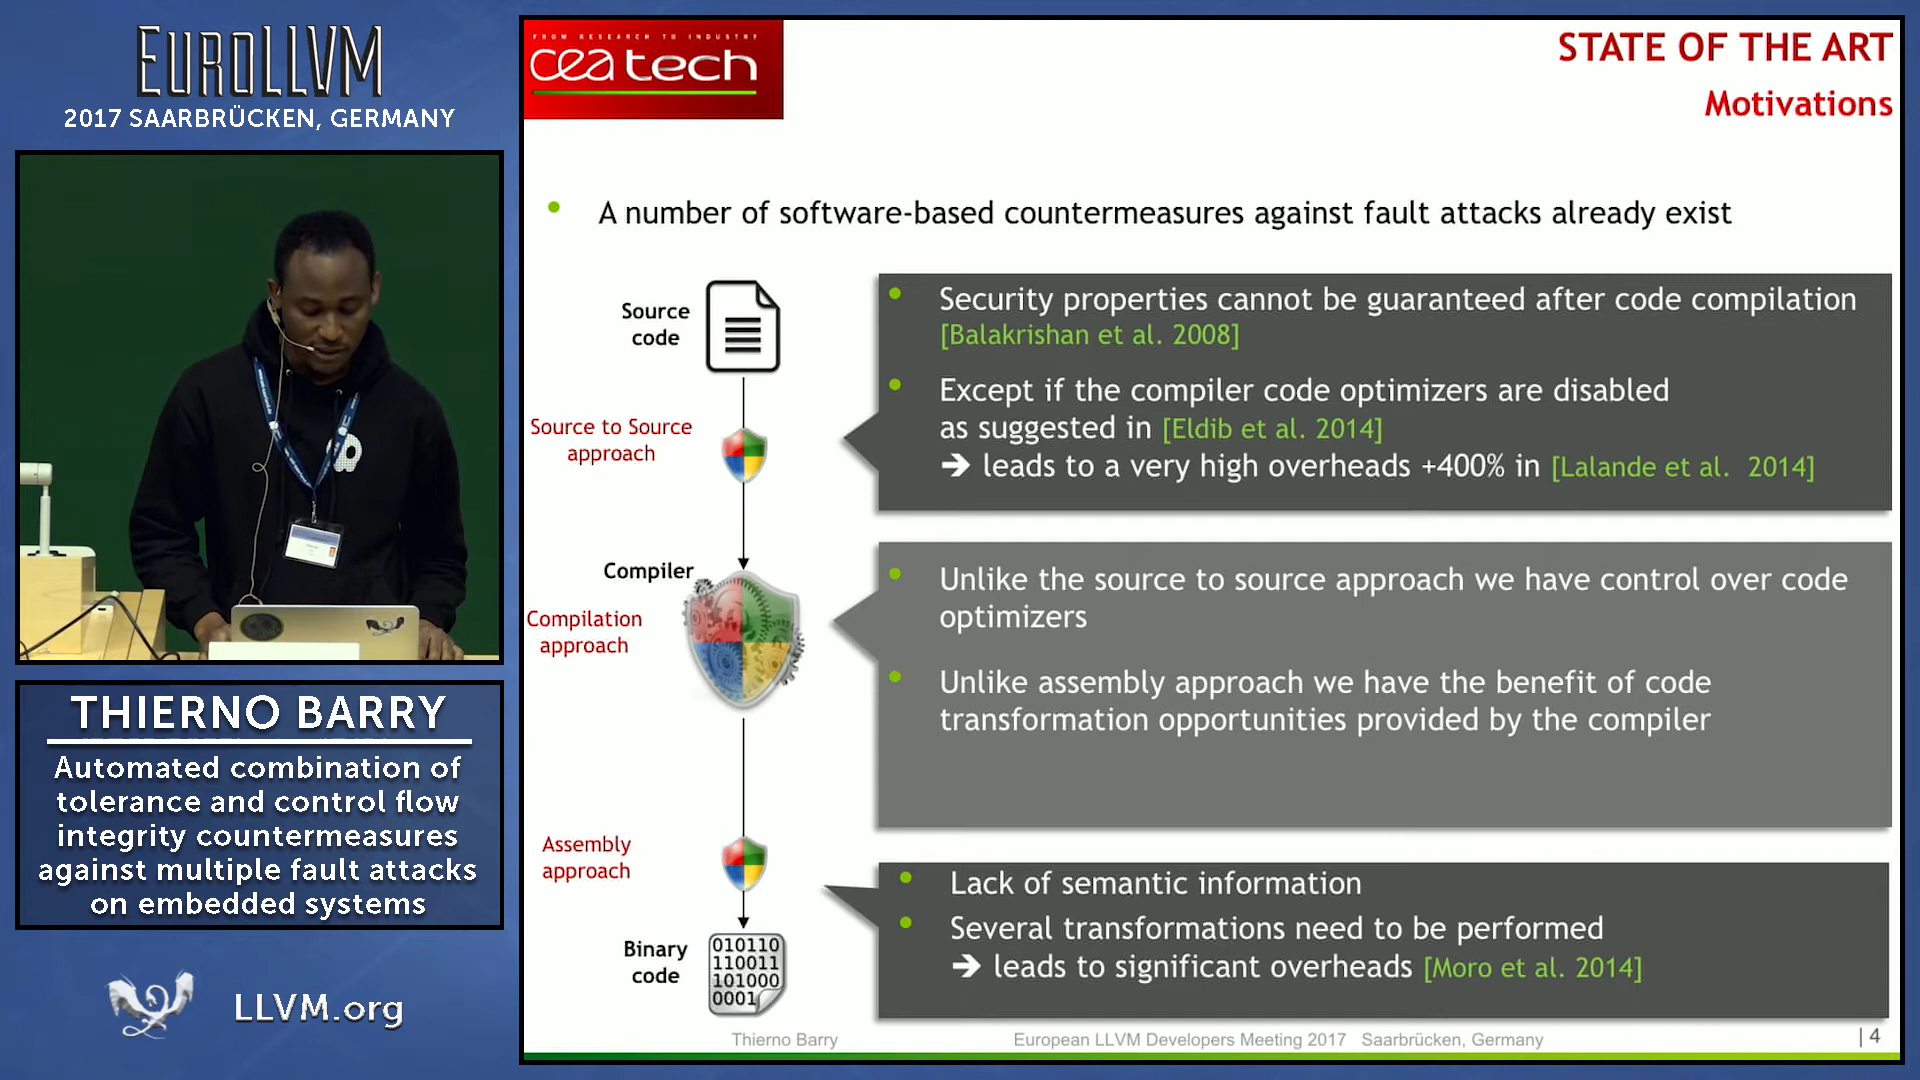 EUROLLVM
2017 SAARBRÜCKEN, GERMANY
THIERNO BARRY
Automated combination of
tolerance and control flow
integrity countermeasures
against multiple fault attacks
on embedded systems
LLVM.org
FROM RESEARCH TO INDUSTRY
cea tech
STATE OF THE ART
Motivations
• A number of software-based countermeasures against fault attacks already exist
Source
code
Source to Source
approach
• Security properties cannot be guaranteed after code compilation
[Balakrishan et al. 2008]
• Except if the compiler code optimizers are disabled
as suggested in [Eldib et al. 2014]
➔ leads to a very high overheads +400% in [Lalande et al. 2014]
Compiler
Compilation
approach
• Unlike the source to source approach we have control over code
optimizers
• Unlike assembly approach we have the benefit of code
transformation opportunities provided by the compiler
Assembly
approach
• Lack of semantic information
• Several transformations need to be performed
➔ leads to significant overheads [Moro et al. 2014]
Binary
code
010110
110011
101000
0001
Thierno Barry
European LLVM Developers Meeting 2017 Saarbrücken, Germany
| 4